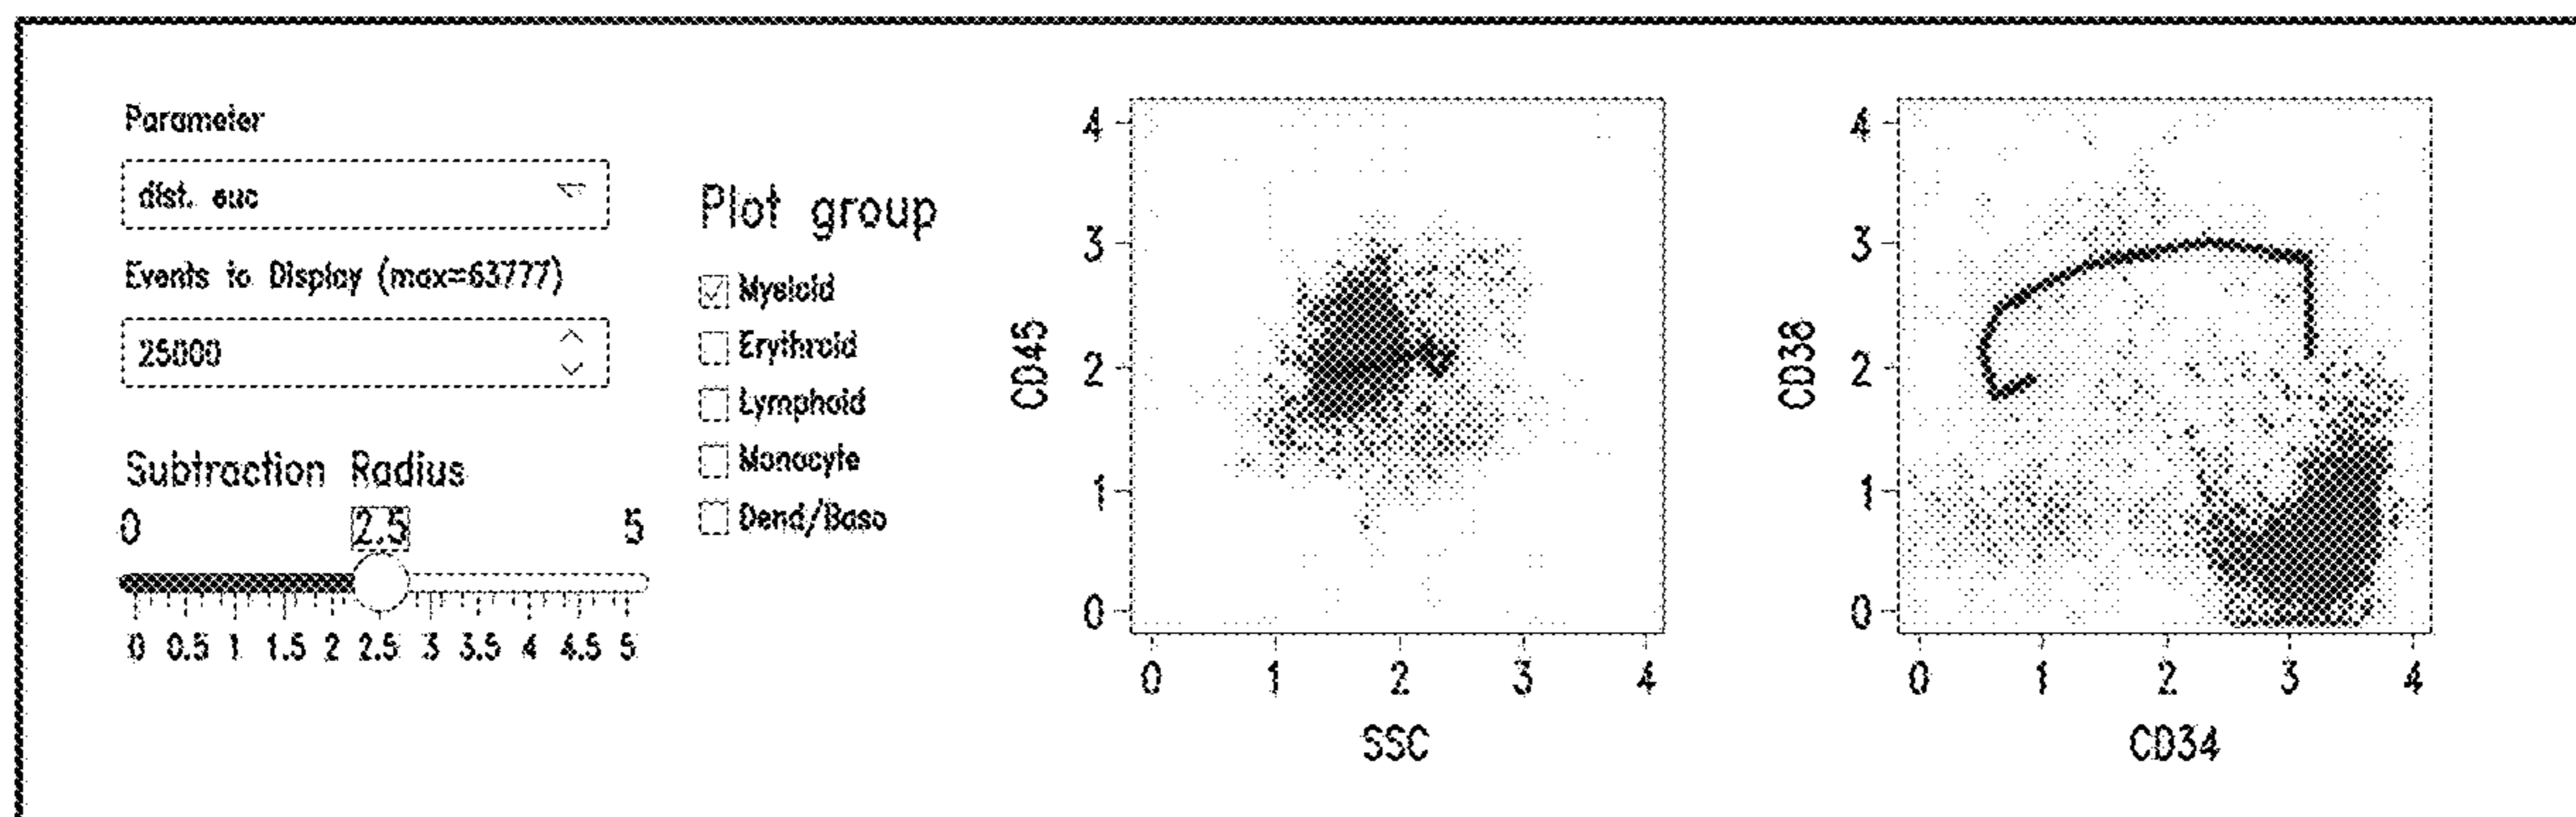 Parameter
dist. euc
Events to Display (max=63777)
25000
Subtraction Radius
0 2.5 5
0 0.5 1 1.5 2 2.5 3 3.5 4 4.5 5
Plot group
Myeloid
Erythroid
Lymphoid
Monocyte
Dend/Baso
CD45
4
3
2
1
0
0 1 2 3 4
SSC
CD38
4
3
2
1
0
0 1 2 3 4
CD34